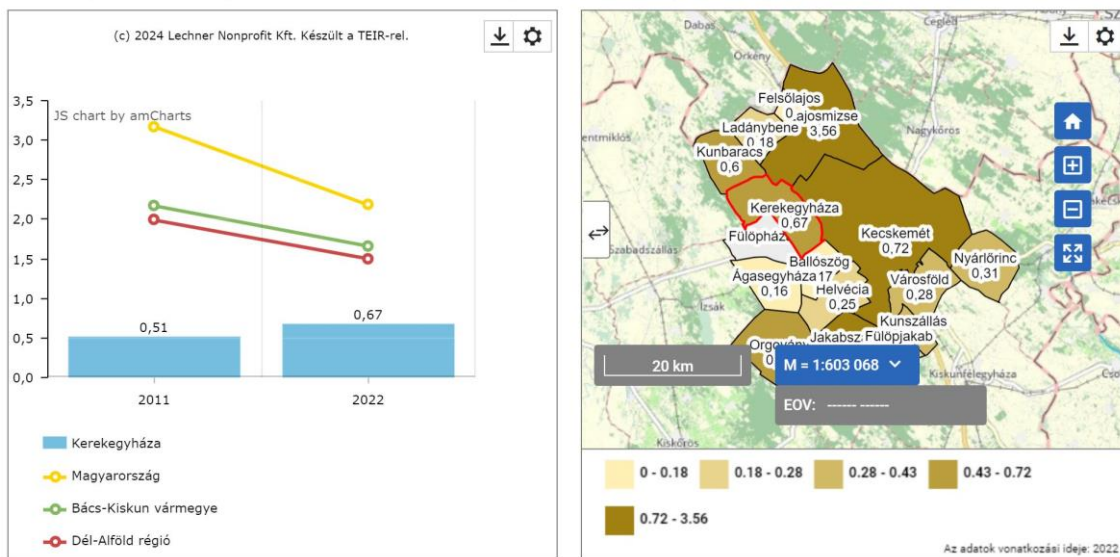 (c) 2024 Lechner Nonprofit Kft. Készült a TEIR-rel.
JS chart by amCharts
3,5
3,0
2,5
2,0
1,5
1,0
0,5
0,0
0,51
0,67
2011
2022
Kerekegyháza
Magyarország
Bács-Kiskun vármegye
Dél-Alföld régió
Dabas
Cegléd
Örkény
Felsőlajos
0,
Lajosmizse
3,56
Ladánybene
0,18
Kunbaracs
0,6
Nagykőrös
Kerekegyháza
0,67
Kecskemét
0,72
Szabadszállás
Ballószög
17
Nyárlőrinc
0,31
Ágasegyháza
0,16
Helvécia
0,25
Városföld
0,28
Izsák
Kunszállás
Fülöpjakab
20 km
M = 1:603 068
EOV: ------ ------
Kiskunfélegyháza
Kiskőrös
0 - 0.18
0.18 - 0.28
0.28 - 0.43
0.43 - 0.72
0.72 - 3.56
Az adatok vonatkozási ideje: 2022